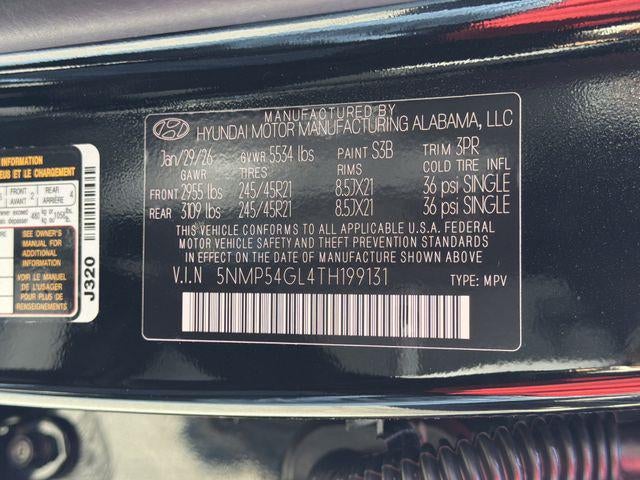 MANUFACTURED BY
HYUNDAI MOTOR MANUFACTURING ALABAMA, LLC
Jan/29/26 GVWR 5534 lbs PAINT S3B TRIM 3PR
GAWR TIRES RIMS COLD TIRE INFL
FRONT 2955 lbs 245/45R21 8.5JX21 36 psi SINGLE
REAR 3109 lbs 245/45R21 8.5JX21 36 psi SINGLE
THIS VEHICLE CONFORMS TO ALL APPLICABLE U.S.A. FEDERAL
MOTOR VEHICLE SAFETY AND THEFT PREVENTION STANDARDS
IN EFFECT ON THE DATE OF MANUFACTURE SHOWN ABOVE
V.I.N 5NMP54GL4TH199131 TYPE: MPV
INFORMATION
EUS ET LE CHARGEMENT
FRONT 2 REAR 4
SEE OWNER'S
MANUAL FOR
ADDITIONAL
INFORMATION
VOIR LE MANUEL
DE L'USAGER
POUR PLUS DE
RENSEIGNEMENTS
J320